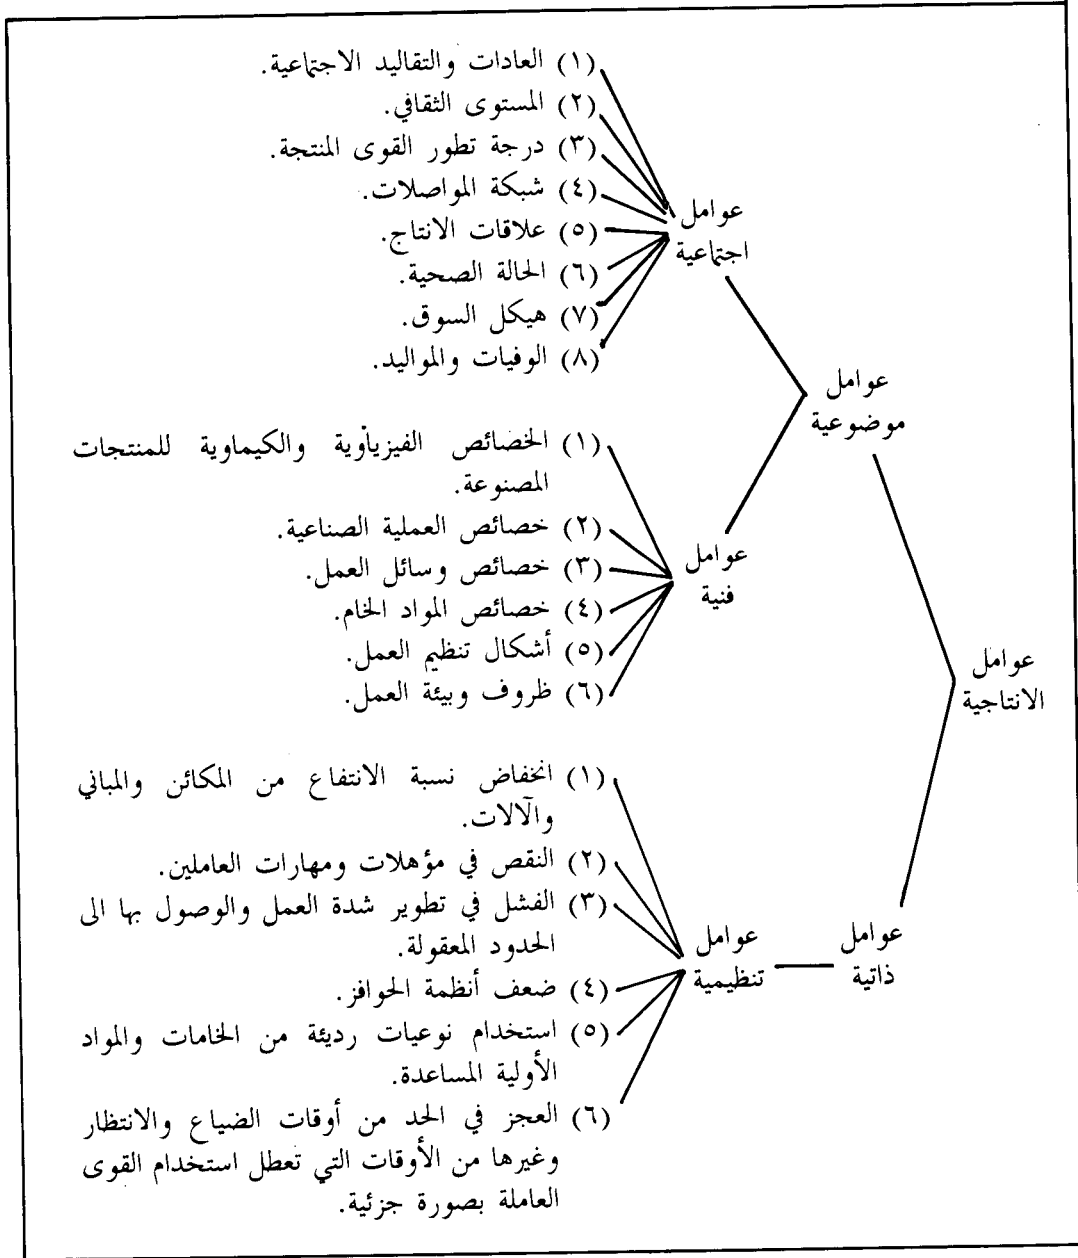 (١) العادات والتقاليد الاجتماعية.
(٢) المستوى الثقافي.
(٣) درجة تطور القوى المنتجة.
(٤) شبكة المواصلات.
(٥) علاقات الانتاج.
(٦) الحالة الصحية.
(٧) هيكل السوق.
(٨) الوفيات والمواليد.
عوامل
اجتماعية
عوامل
موضوعية
(١) الخصائص الفيزياوية والكيماوية للمنتجات
المصنوعة.
(٢) خصائص العملية الصناعية.
(٣) خصائص وسائل العمل.
(٤) خصائص المواد الخام.
(٥) أشكال تنظيم العمل.
(٦) ظروف وبيئة العمل.
عوامل
فنية
عوامل
الانتاجية
(١) انخفاض نسبة الانتفاع من المكائن والمباني
والآلات.
(٢) النقص في مؤهلات ومهارات العاملين.
(٣) الفشل في تطوير شدة العمل والوصول بها الى
الحدود المعقولة.
(٤) ضعف أنظمة الحوافز.
(٥) استخدام نوعيات رديئة من الخامات والمواد
الأولية المساعدة.
(٦) العجز في الحد من أوقات الضياع والانتظار
وغيرها من الأوقات التي تعطل استخدام القوى
العاملة بصورة جزئية.
عوامل
تنظيمية
عوامل
ذاتية